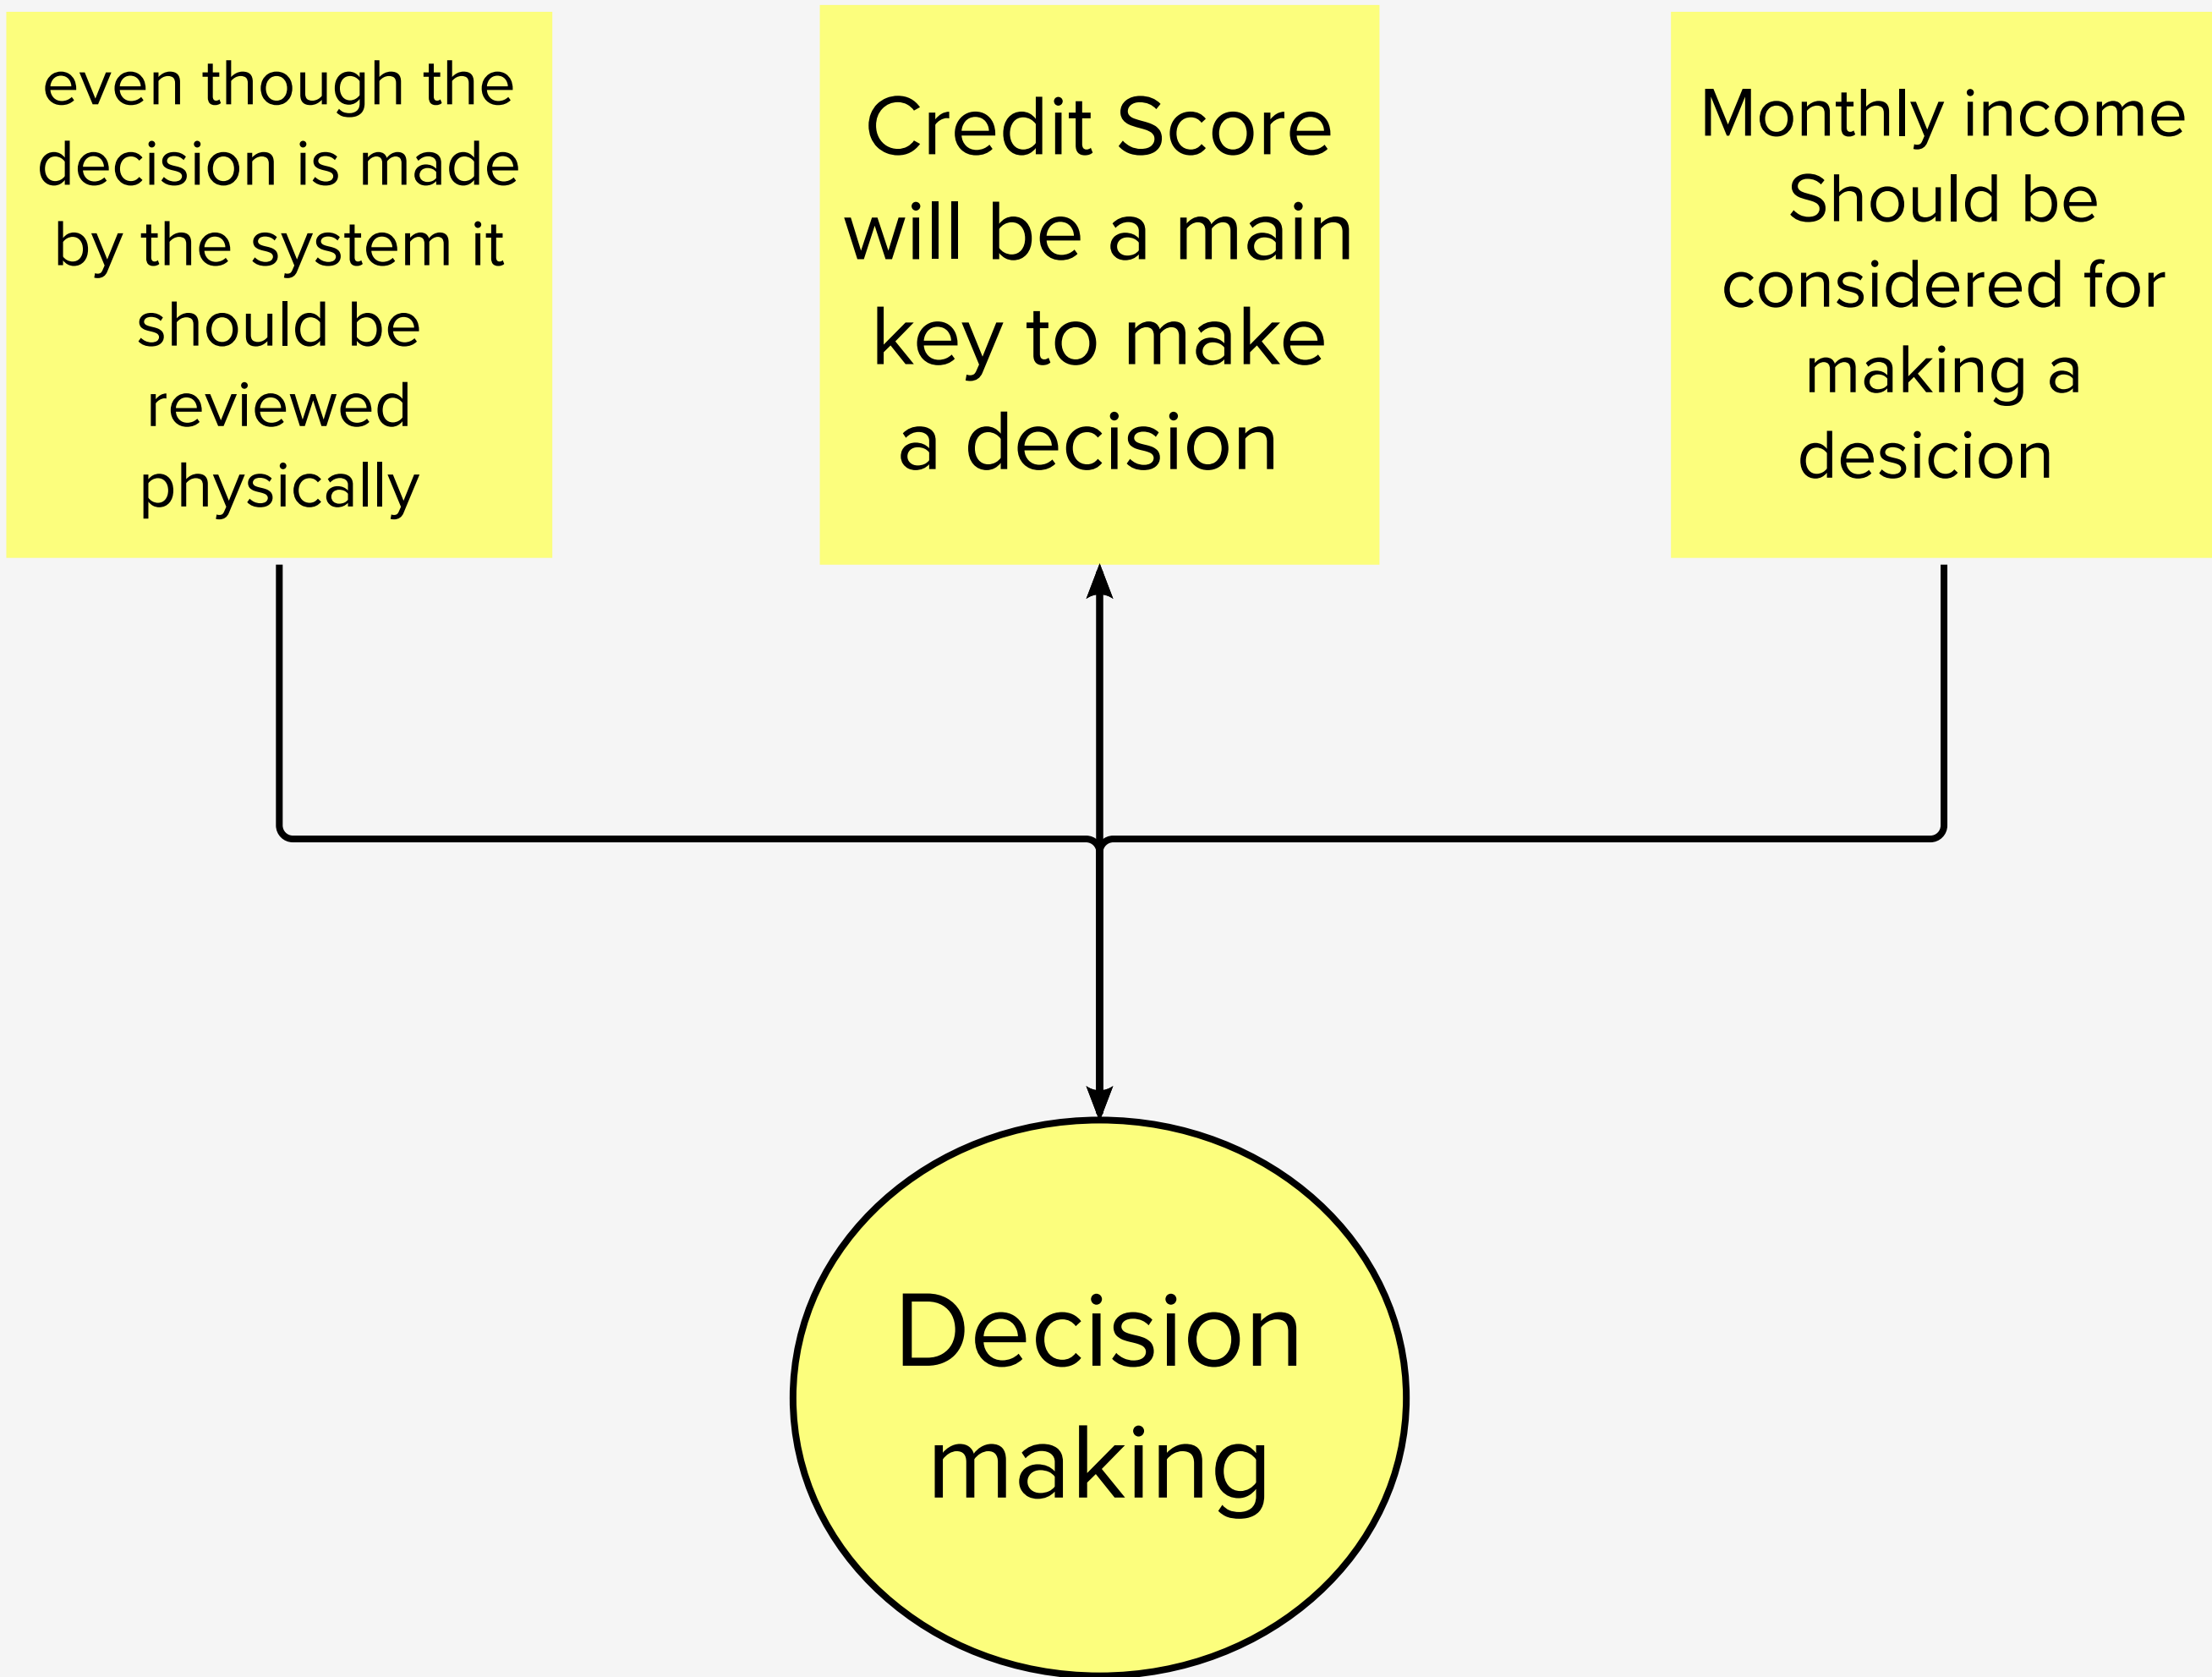 even though the
decision is made
by the system it
should be
reviewed
physically
Credit Score
will be a main
key to make
a decision
Monthly income
Should be
considered for
making a
desicion
Decision
making